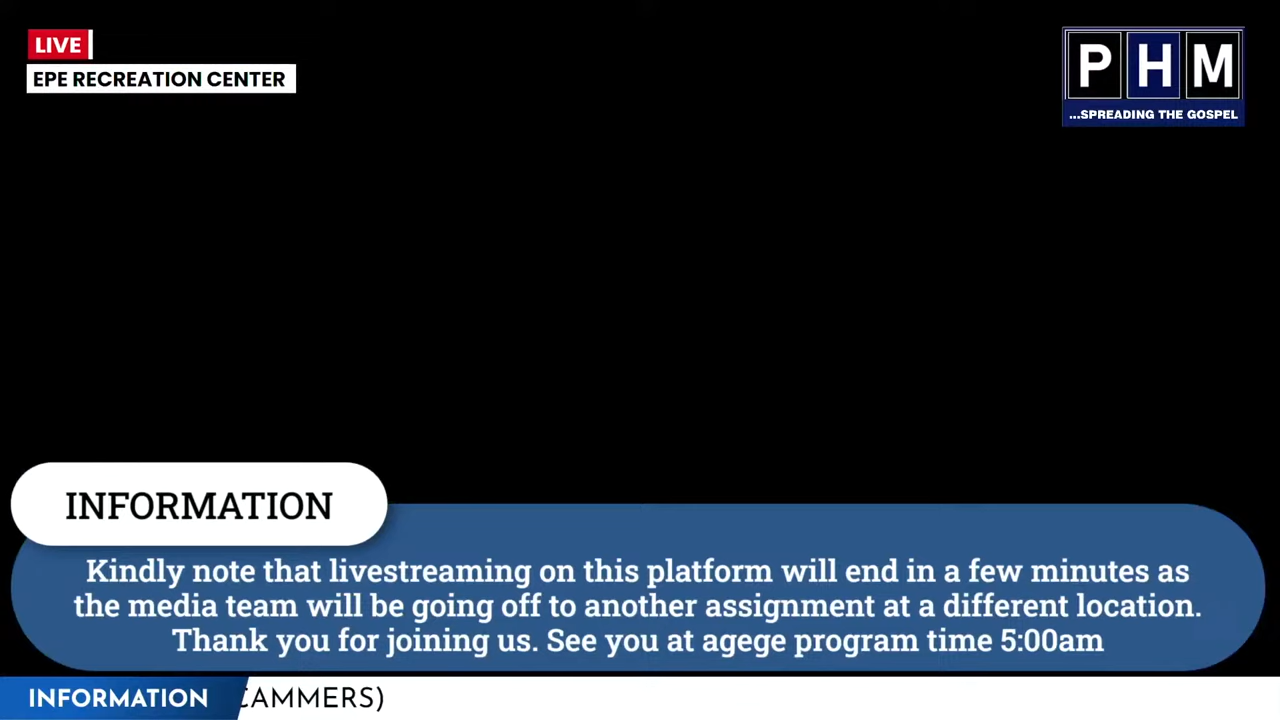 LIVE
EPE RECREATION CENTER
PHM
...SPREADING THE GOSPEL
INFORMATION
Kindly note that livestreaming on this platform will end in a few minutes as
the media team will be going off to another assignment at a different location.
Thank you for joining us. See you at agege program time 5:00am
INFORMATION
CAMMERS)